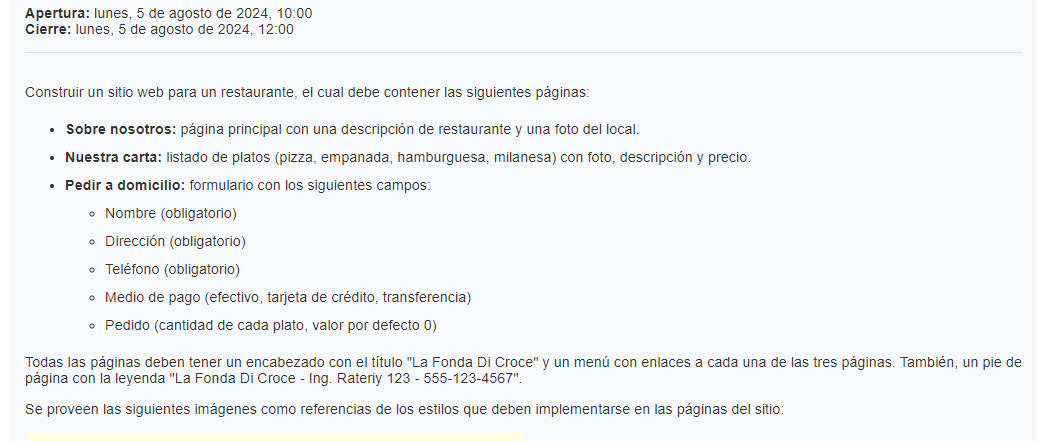 Apertura: lunes, 5 de agosto de 2024, 10:00
Cierre: lunes, 5 de agosto de 2024, 12:00
Construir un sitio web para un restaurante, el cual debe contener las siguientes páginas:
Sobre nosotros: página principal con una descripción de restaurante y una foto del local.
Nuestra carta: listado de platos (pizza, empanada, hamburguesa, milanesa) con foto, descripción y precio.
Pedir a domicilio: formulario con los siguientes campos:
Nombre (obligatorio)
Dirección (obligatorio)
Teléfono (obligatorio)
Medio de pago (efectivo, tarjeta de crédito, transferencia)
Pedido (cantidad de cada plato, valor por defecto 0)
Todas las páginas deben tener un encabezado con el título "La Fonda Di Croce" y un menú con enlaces a cada una de las tres páginas. También, un pie de
página con la leyenda "La Fonda Di Croce - Ing. Rateriy 123 - 555-123-4567".
Se proveen las siguientes imágenes como referencias de los estilos que deben implementarse en las páginas del sitio: